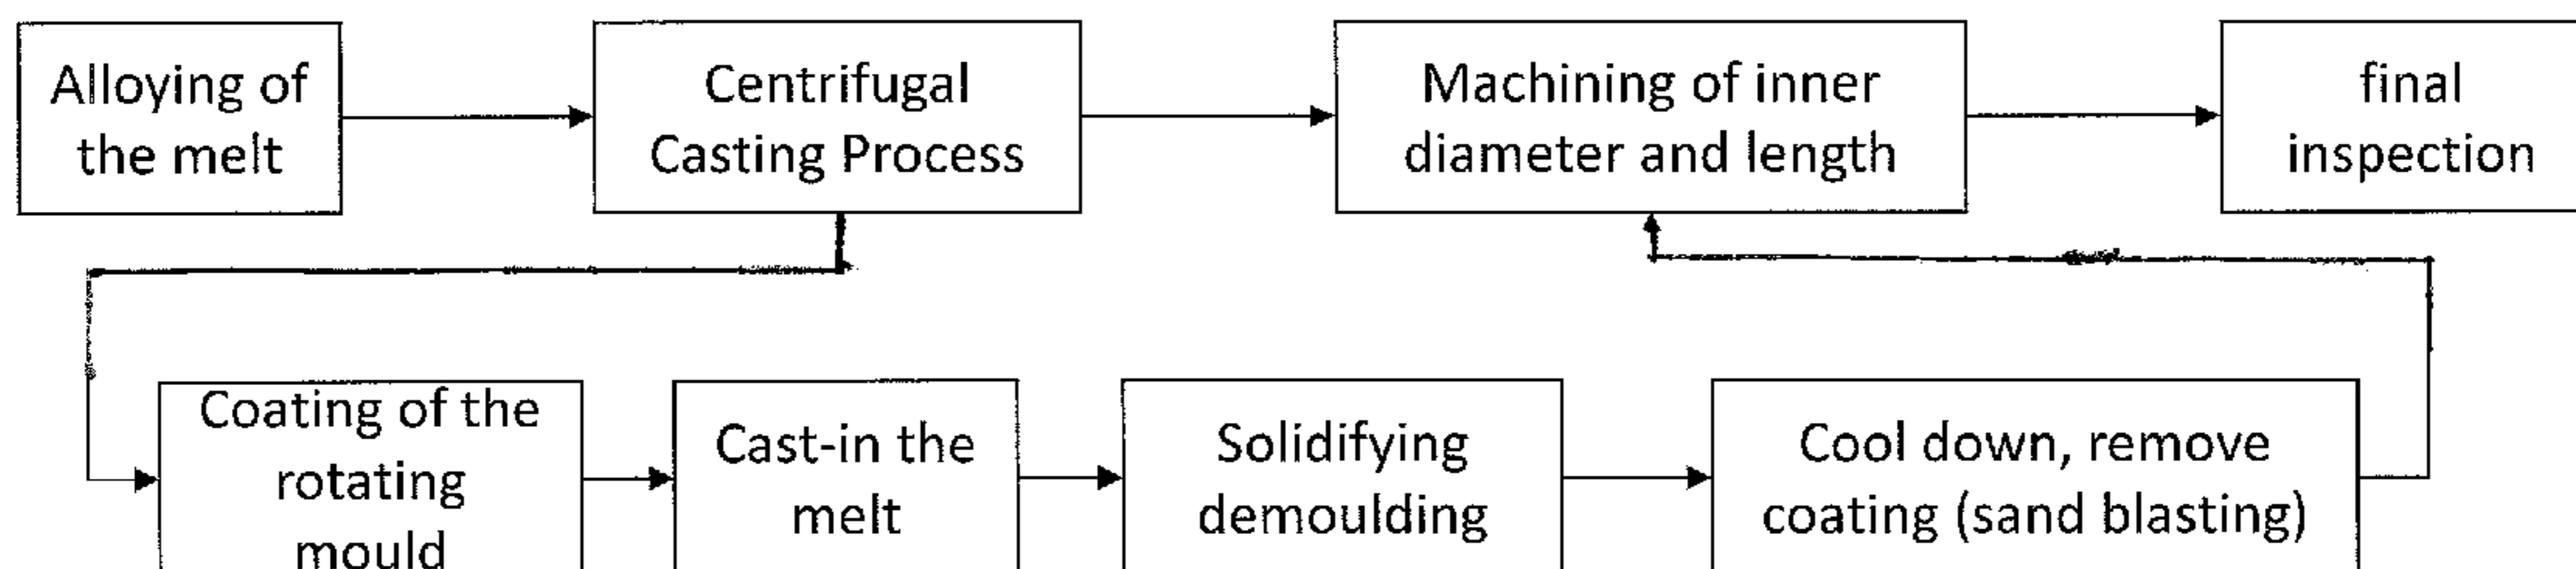 Alloying of
the melt
Centrifugal
Casting Process
Machining of inner
diameter and length
final
inspection
Coating of the
rotating
mould
Cast-in the
melt
Solidifying
demoulding
Cool down, remove
coating (sand blasting)